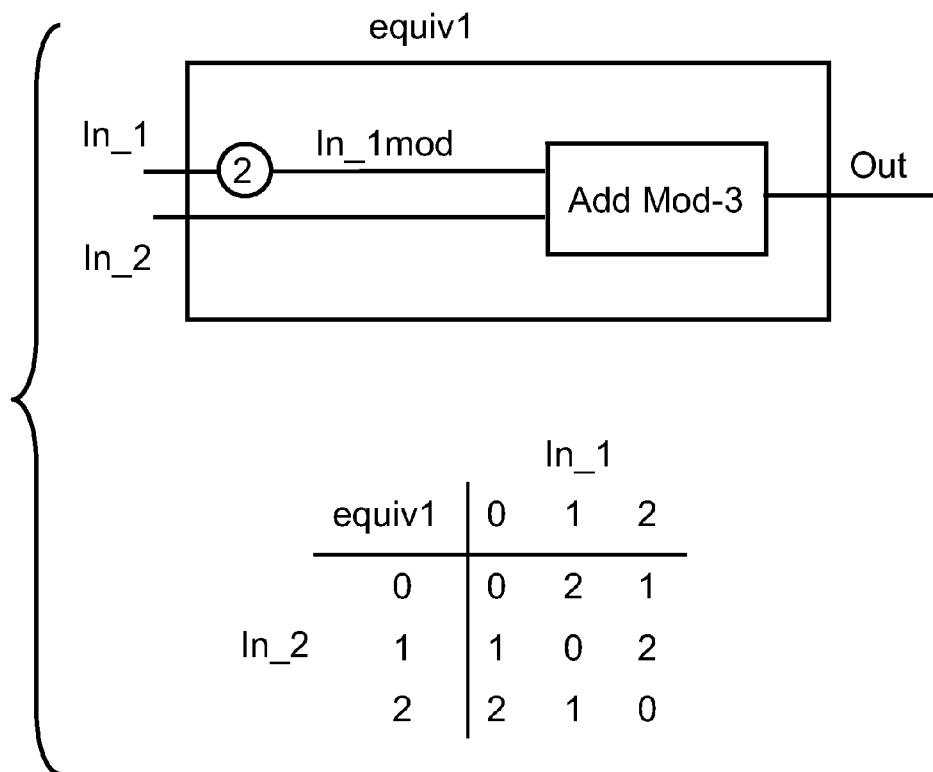 equiv1
In_1
2
In_1mod
Add Mod-3
Out
In_2
In_1
equiv1 0 1 2
0 0 2 1
In_2 1 1 0 2
2 2 1 0